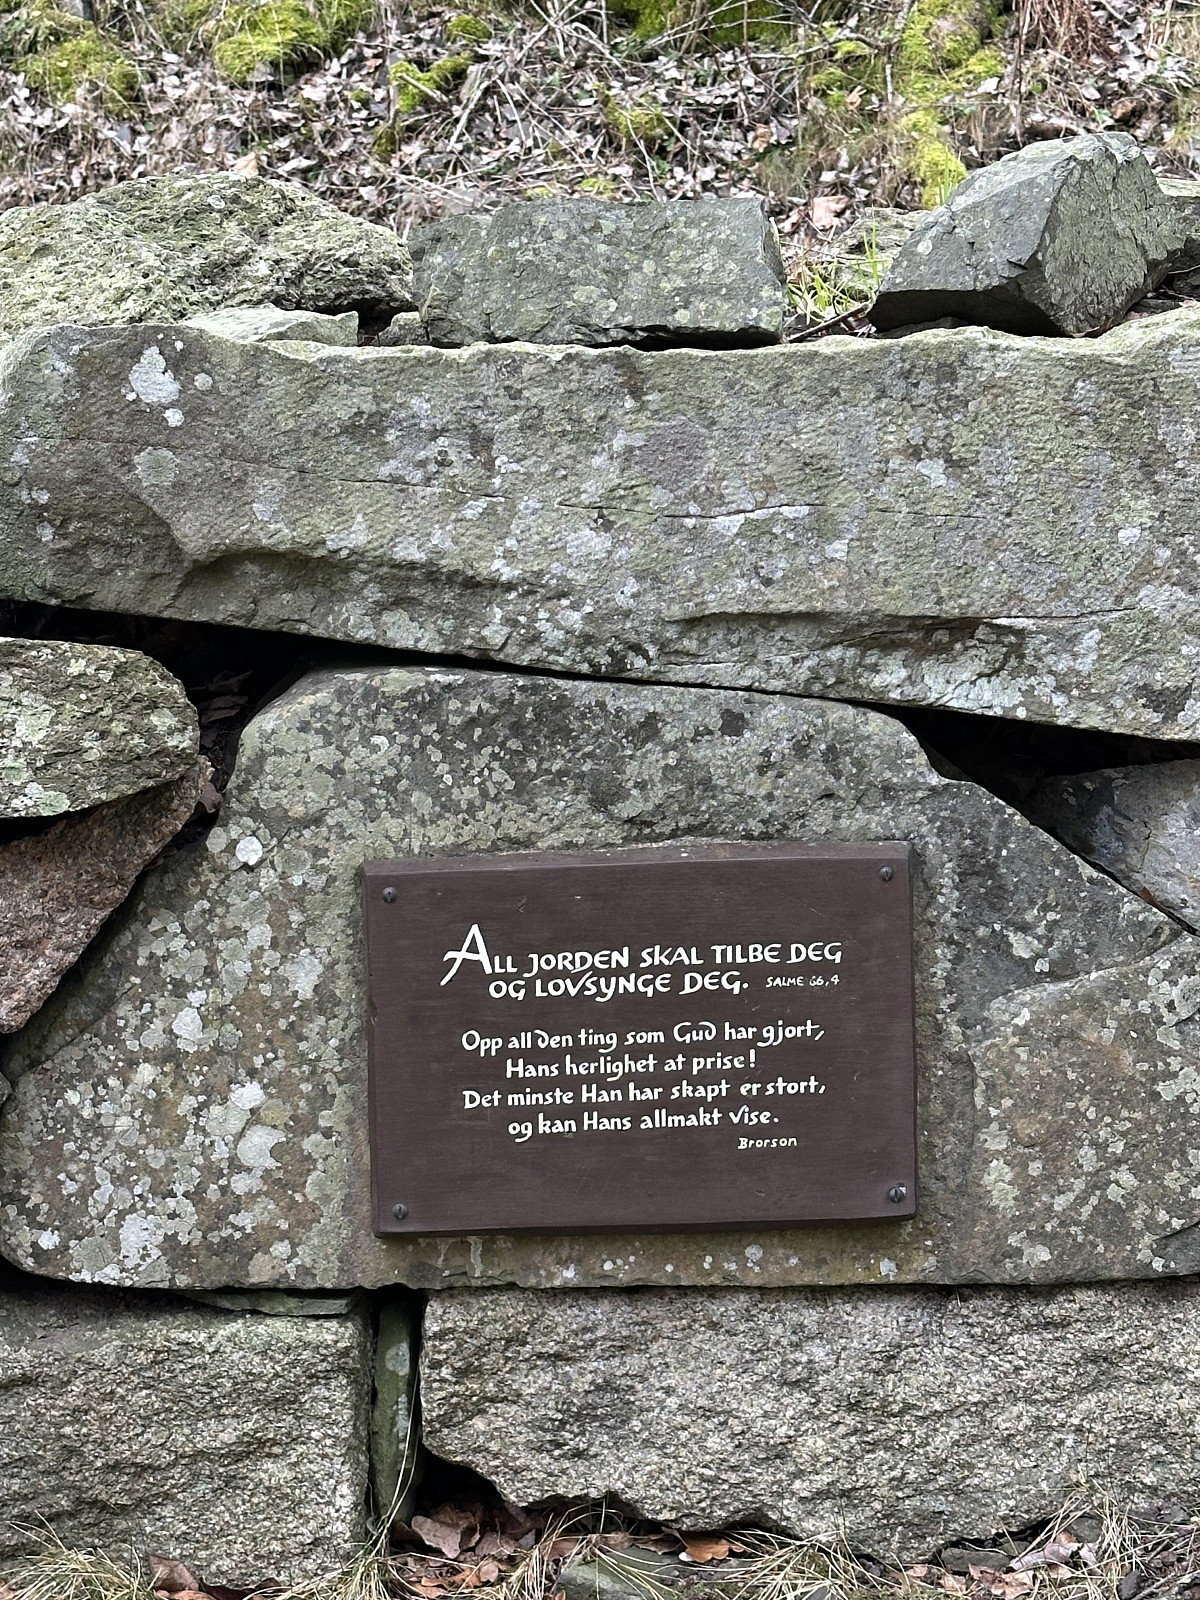 ALL JORDEN SKAL TILBE DEG
OG LOVSYNGE DEG. SALME 66,4
Opp all den ting som Gud har gjort,
Hans herlighet at prise!
Det minste Han har skapt er stort,
og kan Hans allmakt vise.
Brorson